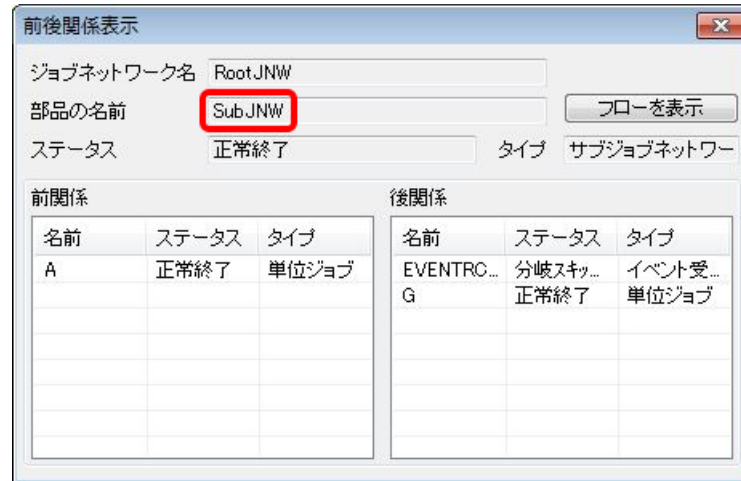 前後関係表示
ジョブネットワーク名 RootJNW
部品の名前 SubJNW フローを表示
ステータス 正常終了 タイプ サブジョブネットワー
前関係 後関係
名前 ステータス タイプ 名前 ステータス タイプ
A 正常終了 単位ジョブ EVENTRC... 分岐スキッ... イベント受...
G 正常終了 単位ジョブ